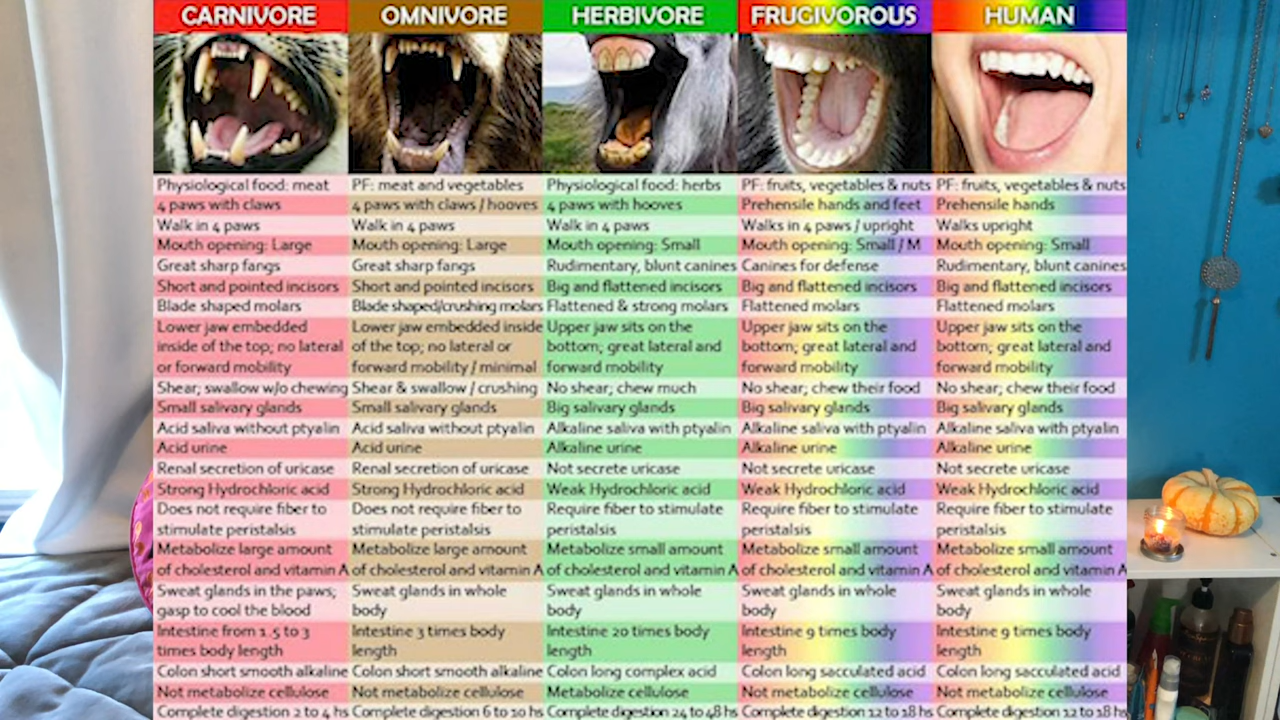 CARNIVORE OMNIVORE HERBIVORE FRUGIVOROUS HUMAN
Physiological food: meat PF: meat and vegetables Physiological food: herbs PF: fruits, vegetables & nuts PF: fruits, vegetables & nuts
4 paws with claws 4 paws with claws / hooves 4 paws with hooves Prehensile hands and feet Prehensile hands
Walk in 4 paws Walk in 4 paws Walk in 4 paws Walks in 4 paws / upright Walks upright
Mouth opening: Large Mouth opening: Large Mouth opening: Small Mouth opening: Small / M Mouth opening: Small
Great sharp fangs Great sharp fangs Rudimentary, blunt canines Canines for defense Rudimentary, blunt canines
Short and pointed incisors Short and pointed incisors Big and flattened incisors Big and flattened incisors Big and flattened incisors
Blade shaped molars Blade shaped/crushing molars Flattened & strong molars Flattened molars Flattened molars
Lower jaw embedded Lower jaw embedded inside Upper jaw sits on the Upper jaw sits on the Upper jaw sits on the
inside of the top; no lateral of the top; no lateral or bottom; great lateral and bottom; great lateral and bottom; great lateral and
or forward mobility forward mobility / minimal forward mobility forward mobility forward mobility
Shear; swallow w/o chewing Shear & swallow / crushing No shear; chew much No shear; chew their food No shear; chew their food
Small salivary glands Small salivary glands Big salivary glands Big salivary glands Big salivary glands
Acid saliva without ptyalin Acid saliva without ptyalin Alkaline saliva with ptyalin Alkaline saliva with ptyalin Alkaline saliva with ptyalin
Acid urine Acid urine Alkaline urine Alkaline urine Alkaline urine
Renal secretion of uricase Renal secretion of uricase Not secrete uricase Not secrete uricase Not secrete uricase
Strong Hydrochloric acid Strong Hydrochloric acid Weak Hydrochloric acid Weak Hydrochloric acid Weak Hydrochloric acid
Does not require fiber to Does not require fiber to Require fiber to stimulate Require fiber to stimulate Require fiber to stimulate
stimulate peristalsis stimulate peristalsis peristalsis peristalsis peristalsis
Metabolize large amount Metabolize large amount Metabolize small amount Metabolize small amount Metabolize small amount
of cholesterol and vitamin A of cholesterol and vitamin A of cholesterol and vitamin A of cholesterol and vitamin A of cholesterol and vitamin A
Sweat glands in the paws; Sweat glands in whole Sweat glands in whole Sweat glands in whole Sweat glands in whole
gasp to cool the blood body body body body
Intestine from 1.5 to 3 Intestine 3 times body Intestine 20 times body Intestine 9 times body Intestine 9 times body
times body length length length length length
Colon short smooth alkaline Colon short smooth alkaline Colon long complex acid Colon long sacculated acid Colon long sacculated acid
Not metabolize cellulose Not metabolize cellulose Metabolize cellulose Not metabolize cellulose Not metabolize cellulose
Complete digestion 2 to 4 hs Complete digestion 6 to 10 hs Complete digestion 24 to 48 hs Complete digestion 12 to 18 hs Complete digestion 12 to 18 hs